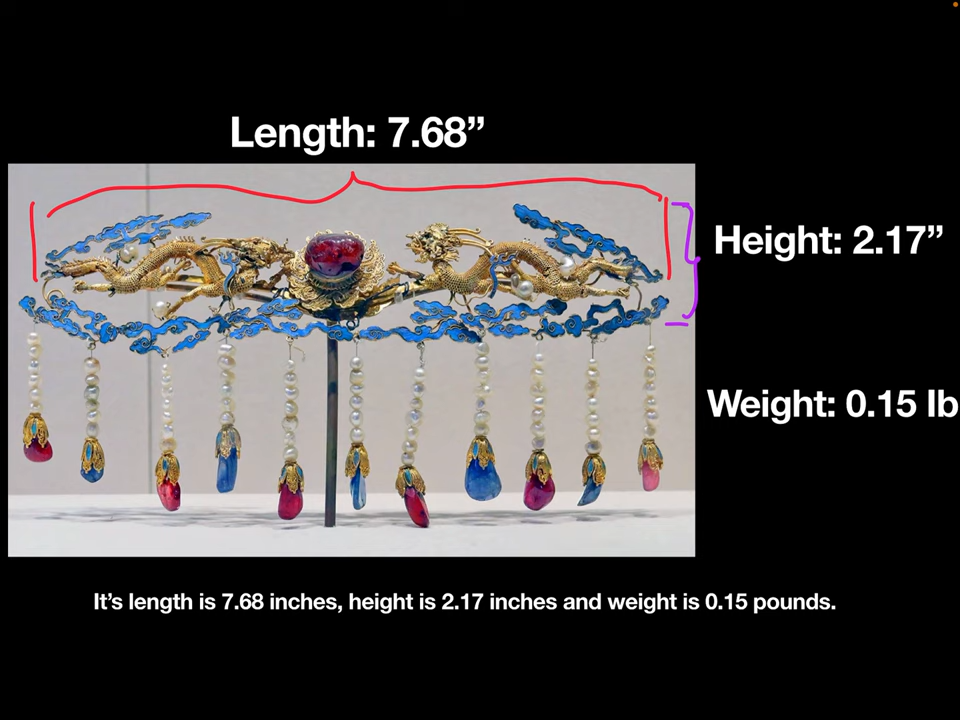 Length: 7.68”
Height: 2.17”
Weight: 0.15 lb
It’s length is 7.68 inches, height is 2.17 inches and weight is 0.15 pounds.